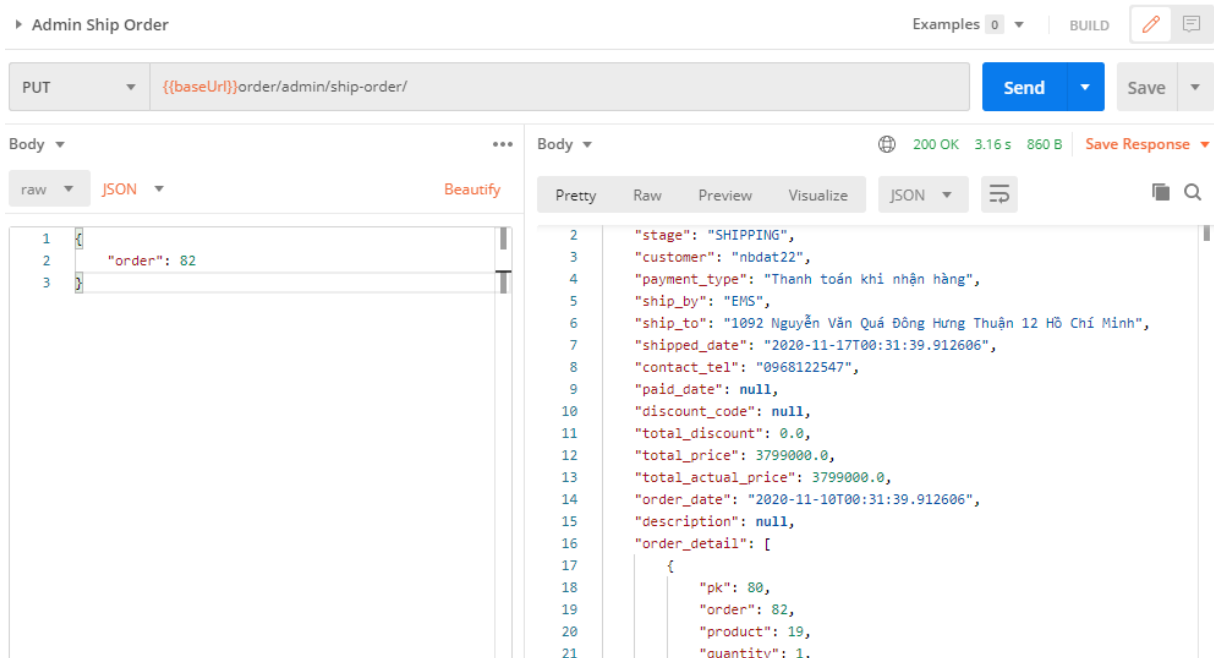 Admin Ship Order
Examples 0
BUILD
PUT
{{baseUrl}}order/admin/ship-order/
Send
Save
Body
raw
JSON
Beautify
1 {
2 "order": 82
3 }
Body
200 OK 3.16 s 860 B Save Response
Pretty Raw Preview Visualize JSON
2 "stage": "SHIPPING",
3 "customer": "nbdat22",
4 "payment_type": "Thanh toán khi nhận hàng",
5 "ship_by": "EMS",
6 "ship_to": "1092 Nguyễn Văn Quá Đông Hưng Thuận 12 Hồ Chí Minh",
7 "shipped_date": "2020-11-17T00:31:39.912606",
8 "contact_tel": "0968122547",
9 "paid_date": null,
10 "discount_code": null,
11 "total_discount": 0.0,
12 "total_price": 3799000.0,
13 "total_actual_price": 3799000.0,
14 "order_date": "2020-11-10T00:31:39.912606",
15 "description": null,
16 "order_detail": [
17 {
18 "pk": 80,
19 "order": 82,
20 "product": 19,
21 "quantity": 1,